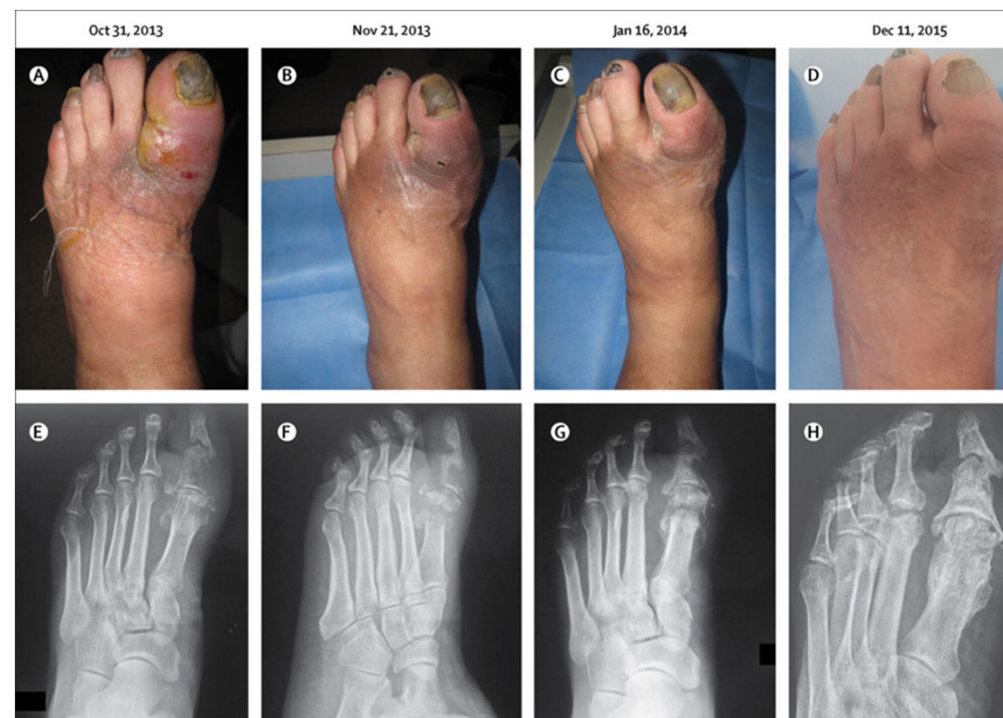 Oct 31, 2013
Nov 21, 2013
Jan 16, 2014
Dec 11, 2015
A
B
C
D
E
F
G
H